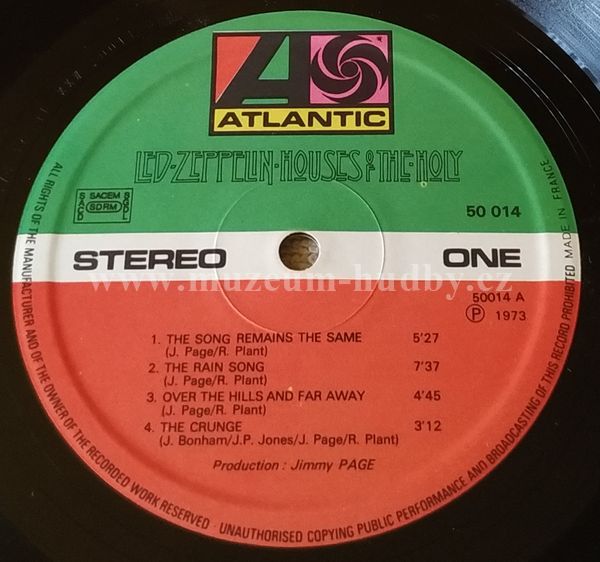 ATLANTIC
LED-ZEPPELIN·HOUSES OF THE·HOLY
SACEM
SACD
SDRM
SGDL
50 014
STEREO
ONE
www.muzeum-hudby.cz
50014 A
℗ 1973
1. THE SONG REMAINS THE SAME 5'27
(J. Page/R. Plant)
2. THE RAIN SONG 7'37
(J. Page/R. Plant)
3. OVER THE HILLS AND FAR AWAY 4'45
(J. Page/R. Plant)
4. THE CRUNGE 3'12
(J. Bonham/J.P. Jones/J. Page/R. Plant)
Production : Jimmy PAGE
ALL RIGHTS OF THE MANUFACTURER AND OF THE OWNER OF THE RECORDED WORK RESERVED - UNAUTHORISED COPYING PUBLIC PERFORMANCE AND BROADCASTING OF THIS RECORD PROHIBITED MADE IN FRANCE